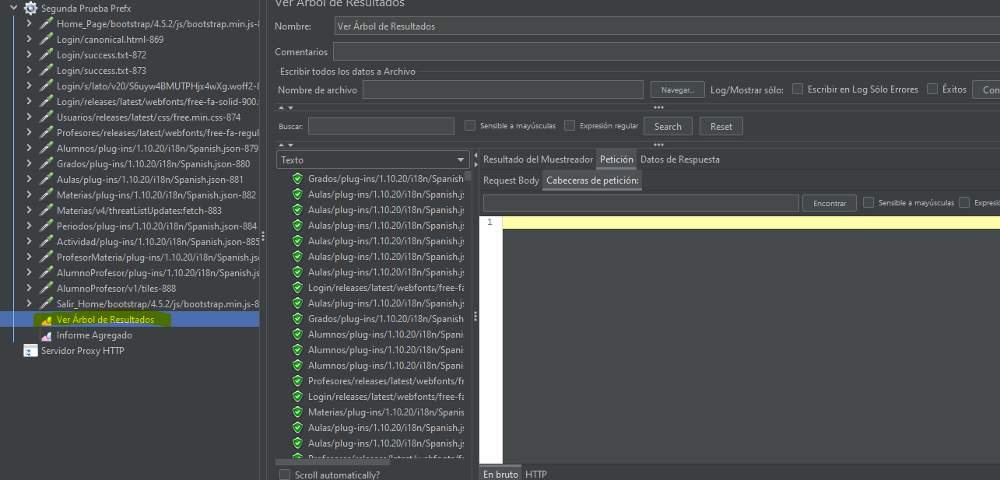 Segunda Prueba Prefx
Home_Page/bootstrap/4.5.2/js/bootstrap.min.js-8
Login/canonical.html-869
Login/success.txt-872
Login/success.txt-873
Login/s/lato/v20/S6uyw4BMUTPHjx4wXg.woff2-8
Login/releases/latest/webfonts/free-fa-solid-900.
Usuarios/releases/latest/css/free.min.css-874
Profesores/releases/latest/webfonts/free-fa-regul
Alumnos/plug-ins/1.10.20/i18n/Spanish.json-879
Grados/plug-ins/1.10.20/i18n/Spanish.json-880
Aulas/plug-ins/1.10.20/i18n/Spanish.json-881
Materias/plug-ins/1.10.20/i18n/Spanish.json-882
Materias/v4/threatListUpdates:fetch-883
Periodos/plug-ins/1.10.20/i18n/Spanish.json-884
Actividad/plug-ins/1.10.20/i18n/Spanish.json-885
ProfesorMateria/plug-ins/1.10.20/i18n/Spanish.jso
AlumnoProfesor/plug-ins/1.10.20/i18n/Spanish.js
AlumnoProfesor/v1/tiles-888
Salir_Home/bootstrap/4.5.2/js/bootstrap.min.js-8
Ver Árbol de Resultados
Informe Agregado
Servidor Proxy HTTP
Ver Árbol de Resultados
Nombre: Ver Árbol de Resultados
Comentarios
Escribir todos los datos a Archivo
Nombre de archivo Navegar... Log/Mostrar sólo: Escribir en Log Sólo Errores Éxitos Con
Buscar: Sensible a mayúsculas Expresión regular Search Reset
Texto
Grados/plug-ins/1.10.20/i18n/Spanish
Aulas/plug-ins/1.10.20/i18n/Spanish.js
Aulas/plug-ins/1.10.20/i18n/Spanish.js
Aulas/plug-ins/1.10.20/i18n/Spanish.js
Aulas/plug-ins/1.10.20/i18n/Spanish.js
Aulas/plug-ins/1.10.20/i18n/Spanish.js
Aulas/plug-ins/1.10.20/i18n/Spanish.js
Login/releases/latest/webfonts/free-fa
Aulas/plug-ins/1.10.20/i18n/Spanish.js
Grados/plug-ins/1.10.20/i18n/Spanish
Alumnos/plug-ins/1.10.20/i18n/Spani
Alumnos/plug-ins/1.10.20/i18n/Spani
Alumnos/plug-ins/1.10.20/i18n/Spani
Profesores/releases/latest/webfonts/fr
Login/releases/latest/webfonts/free-fa
Materias/plug-ins/1.10.20/i18n/Spanis
Aulas/plug-ins/1.10.20/i18n/Spanish.js
Aulas/plug-ins/1.10.20/i18n/Spanish.js
Profesores/releases/latest/webfonts/fr
Scroll automatically?
Resultado del Muestreador Petición Datos de Respuesta
Request Body Cabeceras de petición:
Encontrar Sensible a mayúsculas Expresió
1
En bruto HTTP